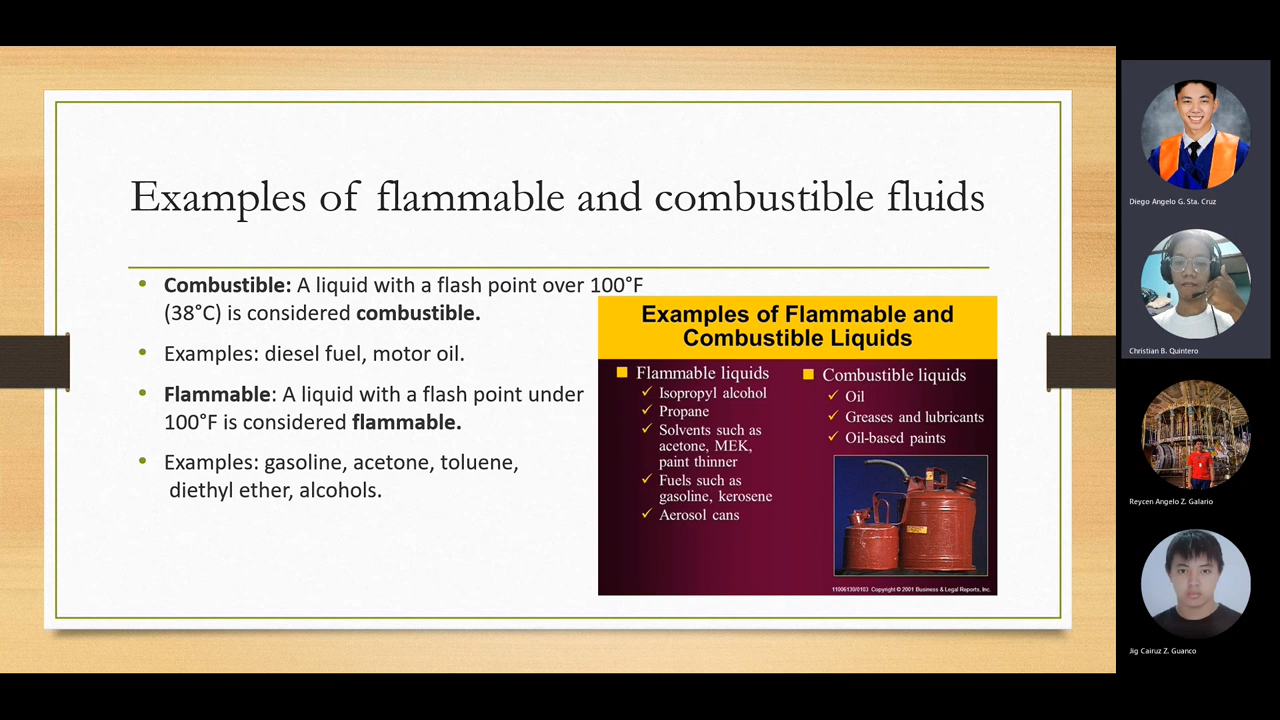 Examples of flammable and combustible fluids
• Combustible: A liquid with a flash point over 100°F
(38°C) is considered combustible.
• Examples: diesel fuel, motor oil.
• Flammable: A liquid with a flash point under
100°F is considered flammable.
• Examples: gasoline, acetone, toluene,
diethyl ether, alcohols.
Examples of Flammable and
Combustible Liquids
Flammable liquids
✓ Isopropyl alcohol
✓ Propane
✓ Solvents such as
acetone, MEK,
paint thinner
✓ Fuels such as
gasoline, kerosene
✓ Aerosol cans
Combustible liquids
✓ Oil
✓ Greases and lubricants
✓ Oil-based paints
11006130/0103 Copyright © 2001 Business & Legal Reports, Inc.
Diego Angelo G. Sta. Cruz
Christian B. Quintero
Reycen Angelo Z. Galario
Jig Cairuz Z. Guanco